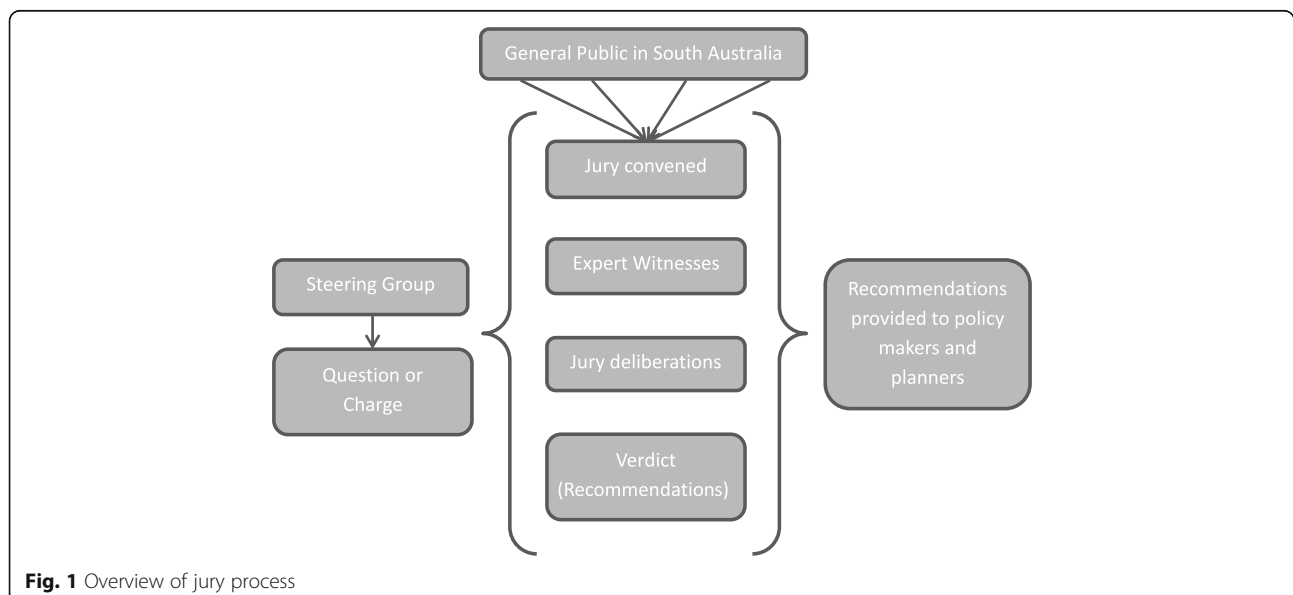 General Public in South Australia
Jury convened
Expert Witnesses
Steering Group
Question or
Charge
Jury deliberations
Verdict
(Recommendations)
Recommendations
provided to policy
makers and
planners
Fig. 1 Overview of jury process